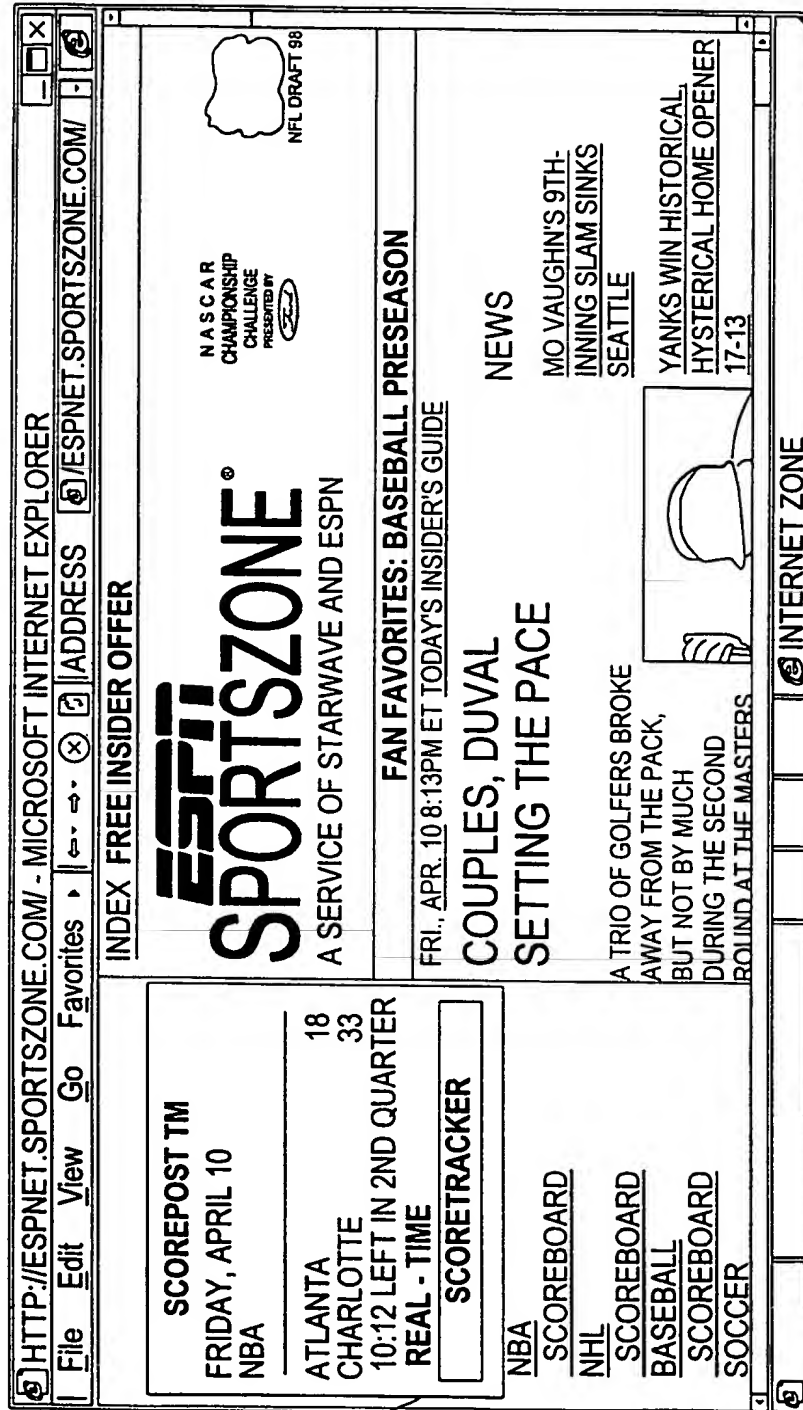 HTTP://ESPNET.SPORTSZONE.COM/ - MICROSOFT INTERNET EXPLORER
File Edit View Go Favorites
ADDRESS /ESPNET.SPORTSZONE.COM/
SCOREPOST TM
FRIDAY, APRIL 10
NBA
ATLANTA 18
CHARLOTTE 33
10:12 LEFT IN 2ND QUARTER
REAL - TIME
SCORETRACKER
NBA
SCOREBOARD
NHL
SCOREBOARD
BASEBALL
SCOREBOARD
SOCCER
INDEX FREE INSIDER OFFER
ESPN
SPORTSZONE®
A SERVICE OF STARWAVE AND ESPN
NASCAR
CHAMPIONSHIP
CHALLENGE
PRESENTED BY
Ford
NFL DRAFT 98
FAN FAVORITES: BASEBALL PRESEASON
FRI., APR. 10 8:13PM ET TODAY'S INSIDER'S GUIDE
COUPLES, DUVAL
SETTING THE PACE
A TRIO OF GOLFERS BROKE
AWAY FROM THE PACK,
BUT NOT BY MUCH
DURING THE SECOND
ROUND AT THE MASTERS
NEWS
MO VAUGHN'S 9TH-
INNING SLAM SINKS
SEATTLE
YANKS WIN HISTORICAL,
HYSTERICAL HOME OPENER
17-13
INTERNET ZONE